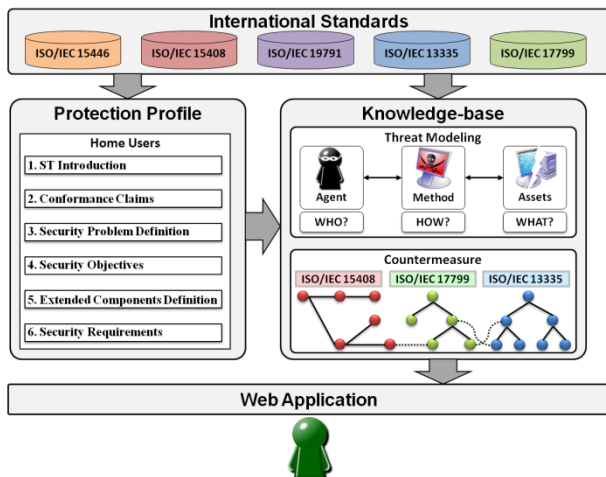 International Standards
ISO/IEC 15446
ISO/IEC 15408
ISO/IEC 19791
ISO/IEC 13335
ISO/IEC 17799
Protection Profile
Home Users
1. ST Introduction
2. Conformance Claims
3. Security Problem Definition
4. Security Objectives
5. Extended Components Definition
6. Security Requirements
Knowledge-base
Threat Modeling
Agent
Method
Assets
WHO?
HOW?
WHAT?
Countermeasure
ISO/IEC 15408
ISO/IEC 17799
ISO/IEC 13335
Web Application